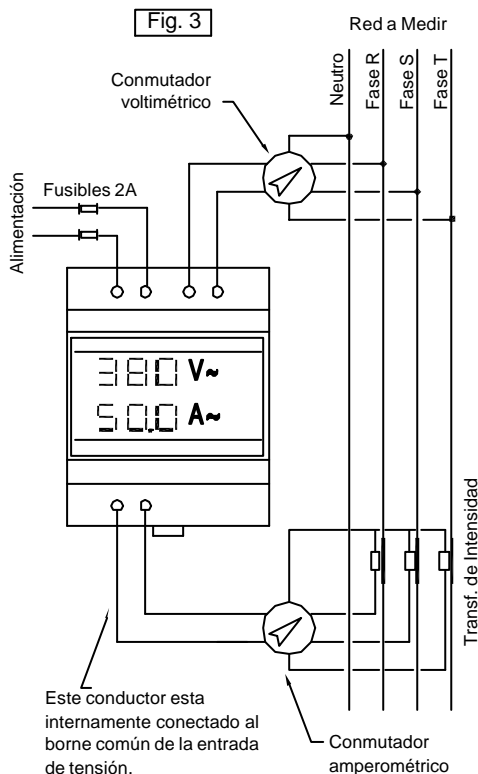 Fig. 3
Red a Medir
Neutro
Fase R
Fase S
Fase T
Conmutador
voltimétrico
Fusibles 2A
Alimentación
380 V~
50.0 A~
Transf. de Intensidad
Este conductor esta
internamente conectado al
borne común de la entrada
de tensión.
Conmutador
amperométrico